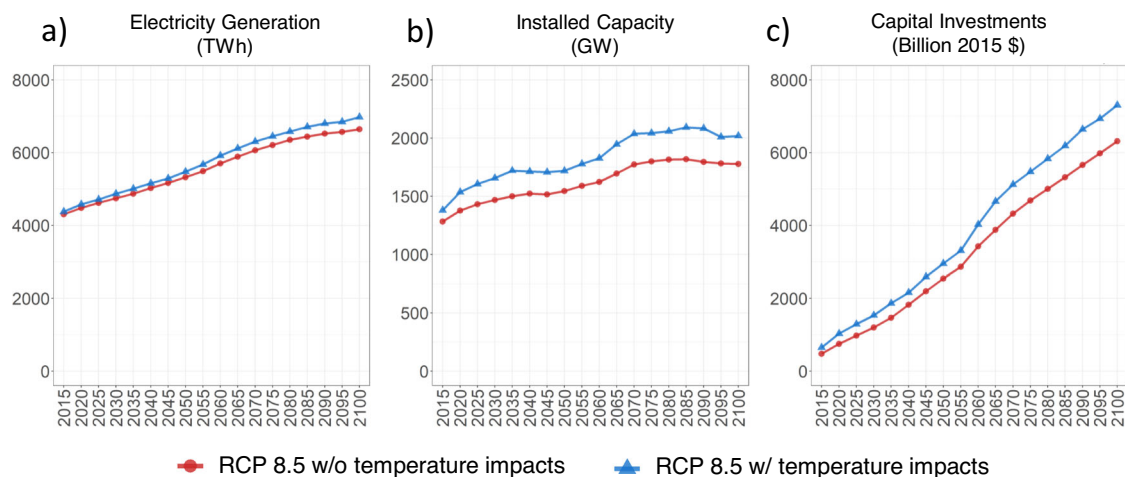 a)
Electricity Generation
(TWh)
8000
6000
4000
2000
0
2015 2020 2025 2030 2035 2040 2045 2050 2055 2060 2065 2070 2075 2080 2085 2090 2095 2100
b)
Installed Capacity
(GW)
2500
2000
1500
1000
500
0
2015 2020 2025 2030 2035 2040 2045 2050 2055 2060 2065 2070 2075 2080 2085 2090 2095 2100
c)
Capital Investments
(Billion 2015 $)
8000
6000
4000
2000
0
2015 2020 2025 2030 2035 2040 2045 2050 2055 2060 2065 2070 2075 2080 2085 2090 2095 2100
RCP 8.5 w/o temperature impacts
RCP 8.5 w/ temperature impacts